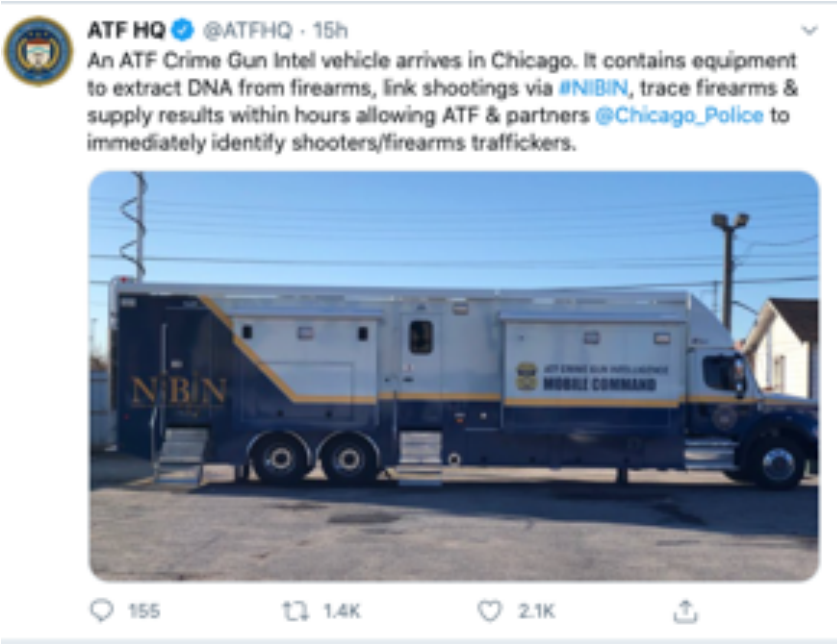 ATF HQ @ATFHQ · 15h
An ATF Crime Gun Intel vehicle arrives in Chicago. It contains equipment
to extract DNA from firearms, link shootings via #NIBIN, trace firearms &
supply results within hours allowing ATF & partners @Chicago_Police to
immediately identify shooters/firearms traffickers.
NIBIN
ATF CRIME GUN INTELLIGENCE
MOBILE COMMAND
155 1.4K 2.1K